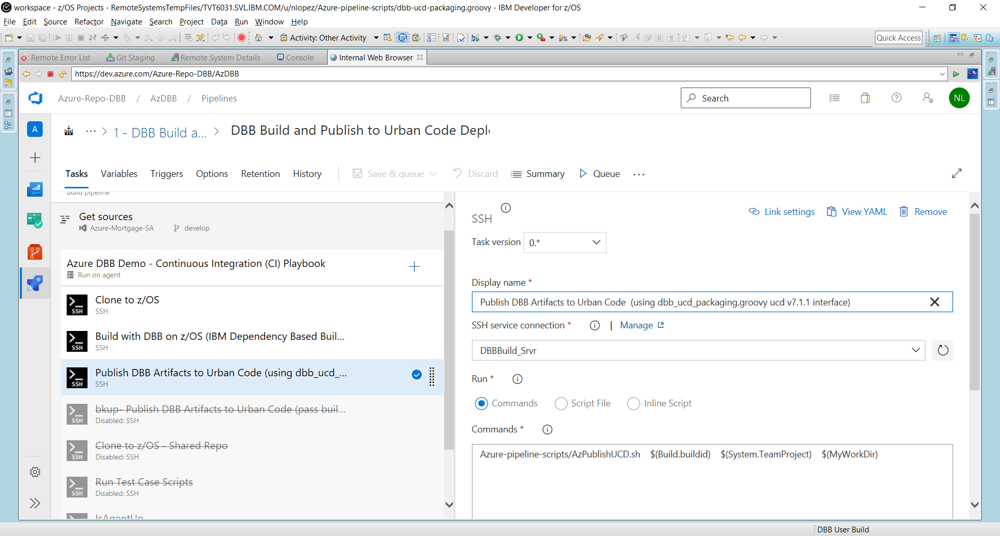 workspace - z/OS Projects - RemoteSystemsTempFiles/TVT6031.SVL.IBM.COM/u/nlopez/Azure-pipeline-scripts/dbb-ucd-packaging.groovy - IBM Developer for z/OS
File Edit Source Refactor Navigate Search Project Data Run Window Help
Activity: Other Activity
Quick Access
Remote Error List Git Staging Remote System Details Console Internal Web Browser
https://dev.azure.com/Azure-Repo-DBB/AzDBB
Azure-Repo-DBB / AzDBB / Pipelines
Search
NL
A
... > 1 - DBB Build a... > DBB Build and Publish to Urban Code Deplo
Tasks Variables Triggers Options Retention History Save & queue Discard Summary Queue ...
Build pipeline
Get sources
Azure-Mortgage-SA develop
Azure DBB Demo - Continuous Integration (CI) Playbook
Run on agent
Clone to z/OS
SSH
SSH
Build with DBB on z/OS (IBM Dependency Based Buil...
SSH
SSH
Publish DBB Artifacts to Urban Code (using dbb_ucd_...
SSH
SSH
bkup- Publish DBB Artifacts to Urban Code (pass buil...
SSH
Disabled: SSH
Clone to z/OS - Shared Repo
SSH
Disabled: SSH
Run Test Case Scripts
SSH
Disabled: SSH
IsAgentUp
SSH
Link settings View YAML Remove
Task version 0.*
Display name *
Publish DBB Artifacts to Urban Code (using dbb_ucd_packaging.groovy ucd v7.1.1 interface)
SSH service connection * | Manage
DBBBuild_Srvr
Run *
Commands Script File Inline Script
Commands *
Azure-pipeline-scripts/AzPublishUCD.sh $(Build.buildid) $(System.TeamProject) $(MyWorkDir)
DBB User Build